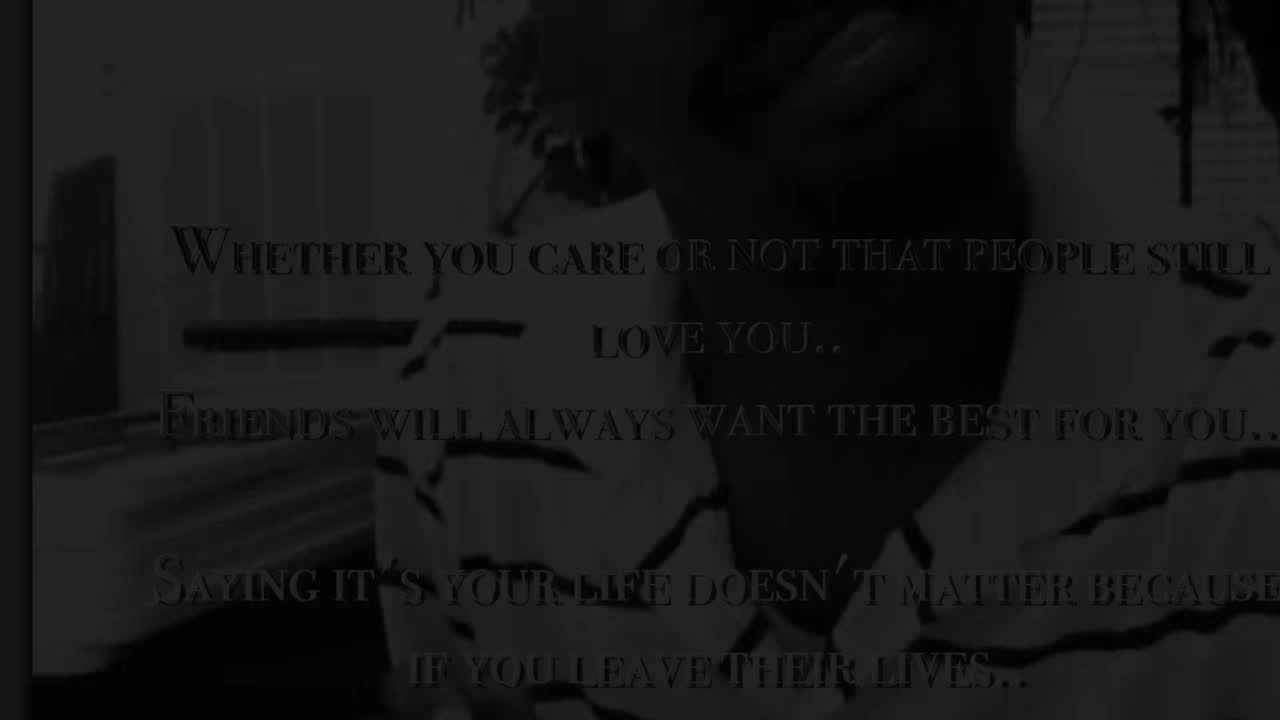 Whether you care or not that people still
love you..
Friends will always want the best for you..
Saying it's your life doesn't matter because
if you leave their lives..